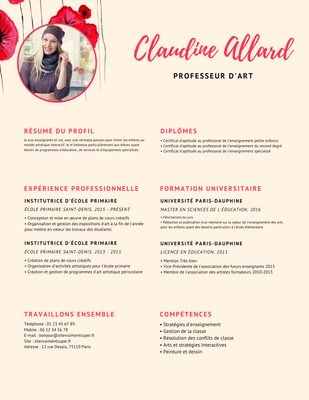 Claudine Allard
PROFESSEUR D'ART
RÉSUMÉ DU PROFIL
Je suis enseignante en art, avec une véritable passion pour initier les enfants au
monde artistique interactif. Je m'intéresse particulièrement aux élèves ayant
besoin de programmes d'éducation, de services et d'équipement spécialisés.
DIPLÔMES
• Certificat d'aptitude au professorat de l'enseignement petite enfance
• Certificat d'aptitude au professorat de l'enseignement du second degré
• Certificat d'aptitude au professorat de l'enseignement spécialisé
EXPÉRIENCE PROFESSIONNELLE
INSTITUTRICE D'ÉCOLE PRIMAIRE
ÉCOLE PRIMAIRE SAINT-DENIS, 2015 - PRÉSENT
• Conception et mise en œuvre de plans de cours créatifs
• Organisation et gestion des expositions d'art à la fin de l'année
pour mettre en valeur les travaux des étudiants.
INSTITUTRICE D'ÉCOLE PRIMAIRE
ÉCOLE PRIMAIRE SAINT-DENIS, 2013 - 2015
• Création de plans de cours créatifs
• Organisation d'activités artistiques pour l'école primaire
• Création et gestion de programmes d'art artistique périscolaire
FORMATION UNIVERSITAIRE
UNIVERSITÉ PARIS-DAUPHINE
MASTER EN SCIENCES DE L'ÉDUCATION, 2016
• Félicitations du jury
• Rédaction et publication d'un mémoire sur la valeur de l'enseignement des arts
pour les enfants ayant des besoins particuliers à l'école élémentaire.
UNIVERSITÉ PARIS-DAUPHINE
LICENCE EN ÉDUCATION, 2013
• Mention Très bien
• Vice-Présidente de l'association des futurs enseignants 2013
• Membre de l'association des artistes formateurs 2010-2013
TRAVAILLONS ENSEMBLE
Téléphone : 01 23 45 67 89.
Mobile : 06 12 34 56 78
E-mail : bonjour@sitevraimentsuper.fr
Site : sitevraimentsuper.fr
Adresse : 12 rue Desaix, 75110 Paris
COMPÉTENCES
• Stratégies d'enseignement
• Gestion de la classe
• Résolution des conflits de classe
• Arts et stratégies interactives
• Peinture et dessin